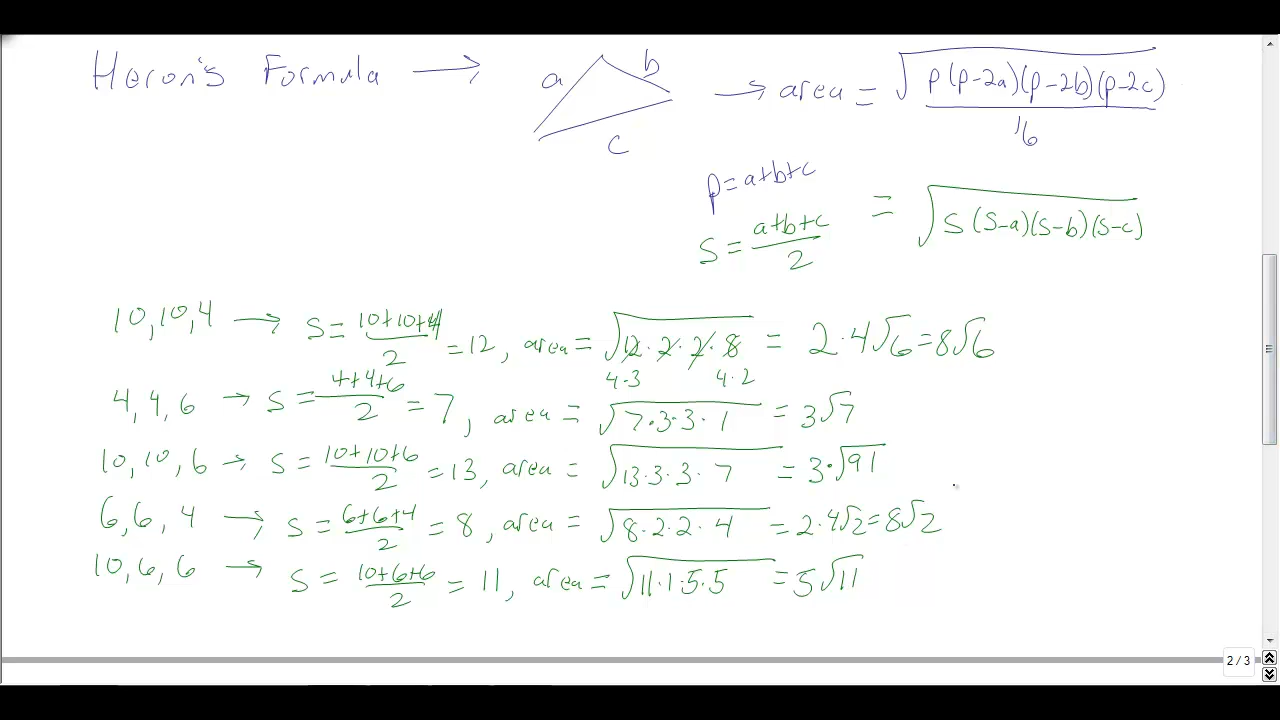 Heron's Formula → a b c → area = √(p(p-2a)(p-2b)(p-2c)/16)
p = a+b+c
s = (a+b+c)/2 = √(s(s-a)(s-b)(s-c))
10,10,4 → s = (10+10+4)/2 = 12, area = √(12·2·2·8) = 2·4√6 = 8√6
4·3 4·2
4,4,6 → s = (4+4+6)/2 = 7, area = √(7·3·3·1) = 3√7
10,10,6 → s = (10+10+6)/2 = 13, area = √(13·3·3·7) = 3·√91
6,6,4 → s = (6+6+4)/2 = 8, area = √(8·2·2·4) = 2·4√2 = 8√2
10,6,6 → s = (10+6+6)/2 = 11, area = √(11·1·5·5) = 5√11
2 / 3